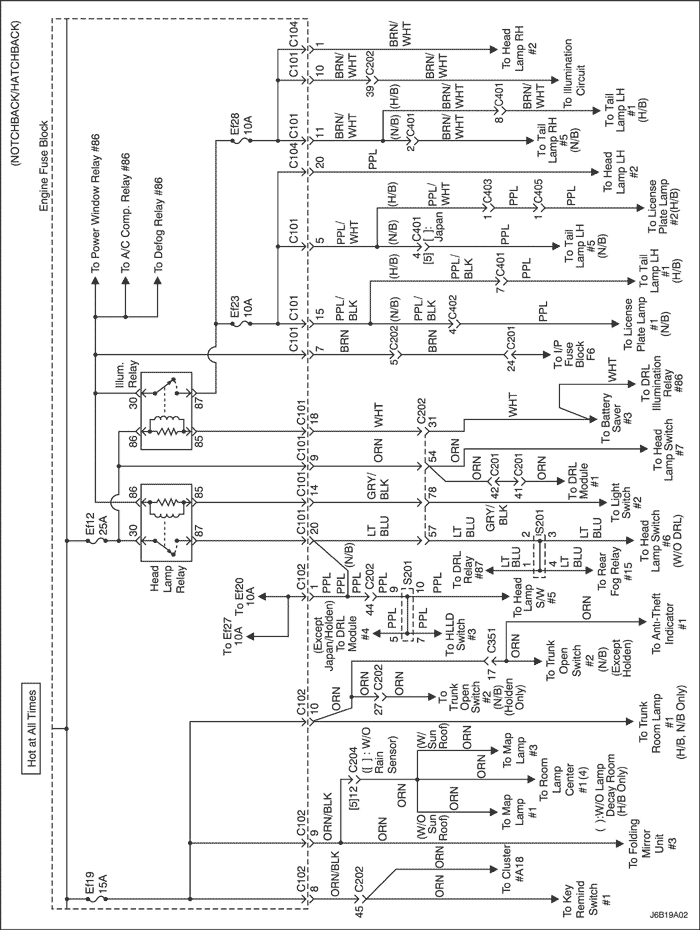 (NOTCHBACK/HATCHBACK)
Engine Fuse Block
Hot at All Times
To Power Window Relay #86
To A/C Comp. Relay #86
To Defog Relay #86
Ef19
15A
Ef12
25A
Ef23
10A
Ef28
10A
Head
Lamp
Relay
30
86
87
85
Illum.
Relay
86
30
85
87
To Ef27
10A
To Ef20
10A
C102
8
ORN/BLK
45
C202
ORN
ORN
To Key
Remind
Switch
#1
To Cluster
#A18
C102
9
ORN/BLK
ORN
To Folding
Mirror
Unit
#3
[5]12
C204
([ ] : W/O
Rain
Sensor)
ORN
(W/O
Sun
Roof)
ORN
To Map
Lamp
#1
ORN
To Room
Lamp
Center
#1 (4)
( ):W/O Lamp
Decay Room
(H/B Only)
(W/
Sun
Roof)
ORN
To Map
Lamp
#3
C102
10
ORN
ORN
To Trunk
Room Lamp
#1
(H/B, N/B Only)
27
C202
ORN
To Trunk
Open
Switch
#2
(N/B)
(Holden
Only)
ORN
17
C351
ORN
To Trunk
Open
Switch
#2
(N/B)
(Except
Holden)
ORN
To Anti-Theft
Indicator
#1
C102
1
PPL
PPL
(N/B)
44
C202
PPL
S201
9
10
5
7
PPL
PPL
PPL
(Except
Japan/Holden)
To DRL
Module
#4
To HLLD
Switch
#3
To Head
Lamp
S/W
#5
C101
20
LT
BLU
57
LT
BLU
S201
2
1
3
4
LT
BLU
LT
BLU
LT
BLU
To DRL
Relay
#87
To Rear
Fog Relay
#15
To Head
Lamp Switch
#6
(W/O DRL)
C101
14
GRY/
BLK
78
GRY/
BLK
To Light
Switch
#2
C101
9
ORN
54
ORN
42
C201
41
C201
ORN
To DRL
Module
#1
ORN
To Head
Lamp Switch
#7
C101
18
WHT
C202
31
WHT
To Battery
Saver
#3
WHT
To DRL
Illumination
Relay
#86
C101
7
BRN
5
C202
BRN
24
C201
To I/P
Fuse
Block
F6
C101
15
PPL/
BLK
(N/B)
PPL/
BLK
4
C402
PPL
To License
Plate Lamp
#1
(N/B)
(H/B)
PPL/
BLK
7
C401
PPL
To Tail
Lamp LH
#1
(H/B)
C101
5
PPL/
WHT
(N/B)
4
C401
[5]
[ ]:
Japan
PPL
To Tail
Lamp LH
#5
(N/B)
(H/B)
PPL/
WHT
1
C403
PPL
1
C405
PPL
To License
Plate Lamp
#2(H/B)
C104
20
PPL
To Head
Lamp LH
#2
C101
11
BRN/
WHT
(N/B)
2
C401
BRN/
WHT
To Tail
Lamp RH
#5
(N/B)
(H/B)
BRN/
WHT
8
C401
BRN/
WHT
To Tail
Lamp LH
#1
(H/B)
C101
10
BRN/
WHT
39
C202
BRN/
WHT
To Illumination
Circuit
C104
1
BRN/
WHT
To Head
Lamp RH
#2
J6B19A02